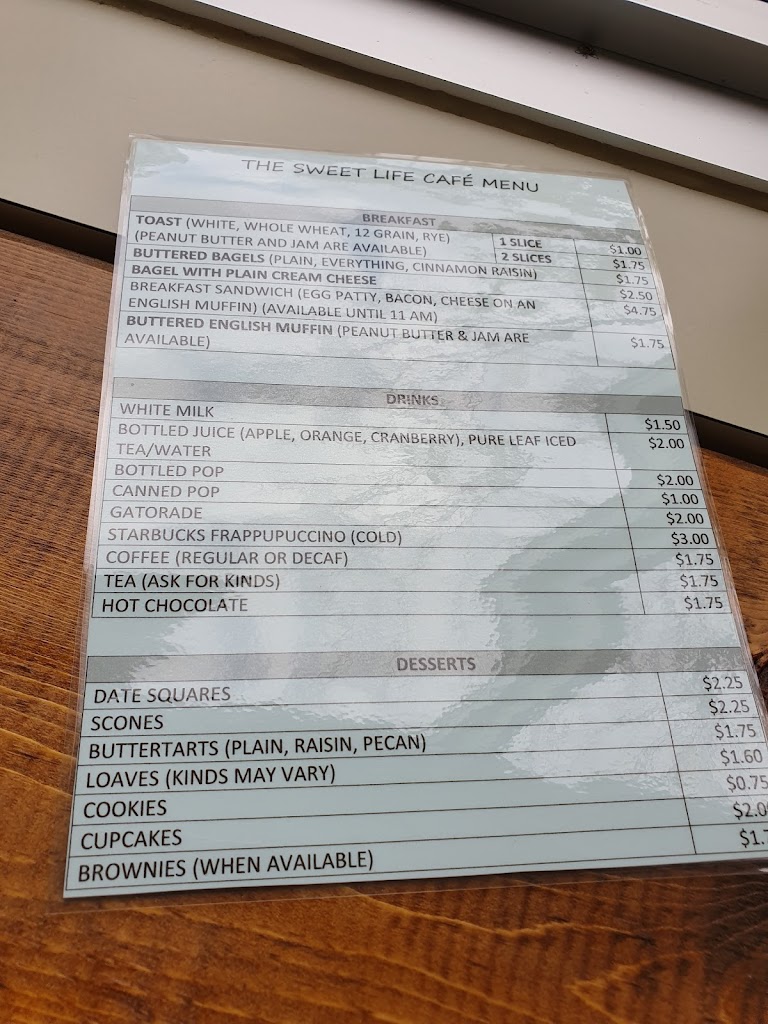 THE SWEET LIFE CAFÉ MENU
BREAKFAST
TOAST (WHITE, WHOLE WHEAT, 12 GRAIN, RYE) 1 SLICE $1.00
(PEANUT BUTTER AND JAM ARE AVAILABLE) 2 SLICES $1.75
BUTTERED BAGELS (PLAIN, EVERYTHING, CINNAMON RAISIN) $1.75
BAGEL WITH PLAIN CREAM CHEESE $2.50
BREAKFAST SANDWICH (EGG PATTY, BACON, CHEESE ON AN $4.75
ENGLISH MUFFIN) (AVAILABLE UNTIL 11 AM)
BUTTERED ENGLISH MUFFIN (PEANUT BUTTER & JAM ARE $1.75
AVAILABLE)
DRINKS
WHITE MILK $1.50
BOTTLED JUICE (APPLE, ORANGE, CRANBERRY), PURE LEAF ICED $2.00
TEA/WATER
BOTTLED POP $2.00
CANNED POP $1.00
GATORADE $2.00
STARBUCKS FRAPPUPUCCINO (COLD) $3.00
COFFEE (REGULAR OR DECAF) $1.75
TEA (ASK FOR KINDS) $1.75
HOT CHOCOLATE $1.75
DESSERTS
DATE SQUARES $2.25
SCONES $2.25
BUTTERTARTS (PLAIN, RAISIN, PECAN) $1.75
LOAVES (KINDS MAY VARY) $1.60
COOKIES $0.75
CUPCAKES
BROWNIES (WHEN AVAILABLE)